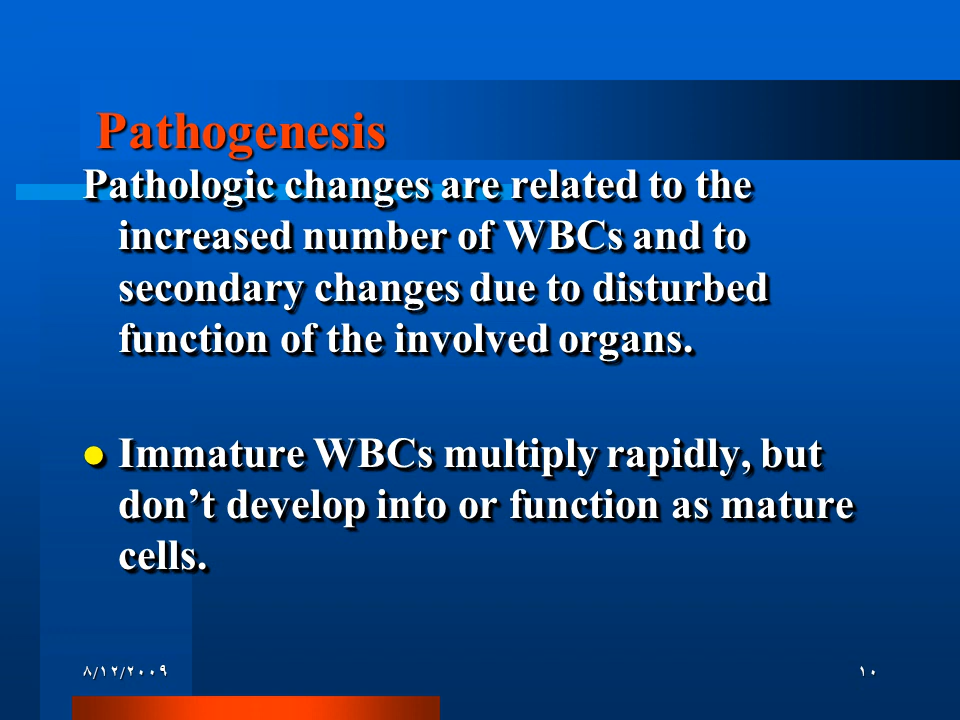 Pathogenesis
Pathologic changes are related to the
increased number of WBCs and to
secondary changes due to disturbed
function of the involved organs.
● Immature WBCs multiply rapidly, but
don’t develop into or function as mature
cells.
٨/١٢/٢٠٠٩
١٠